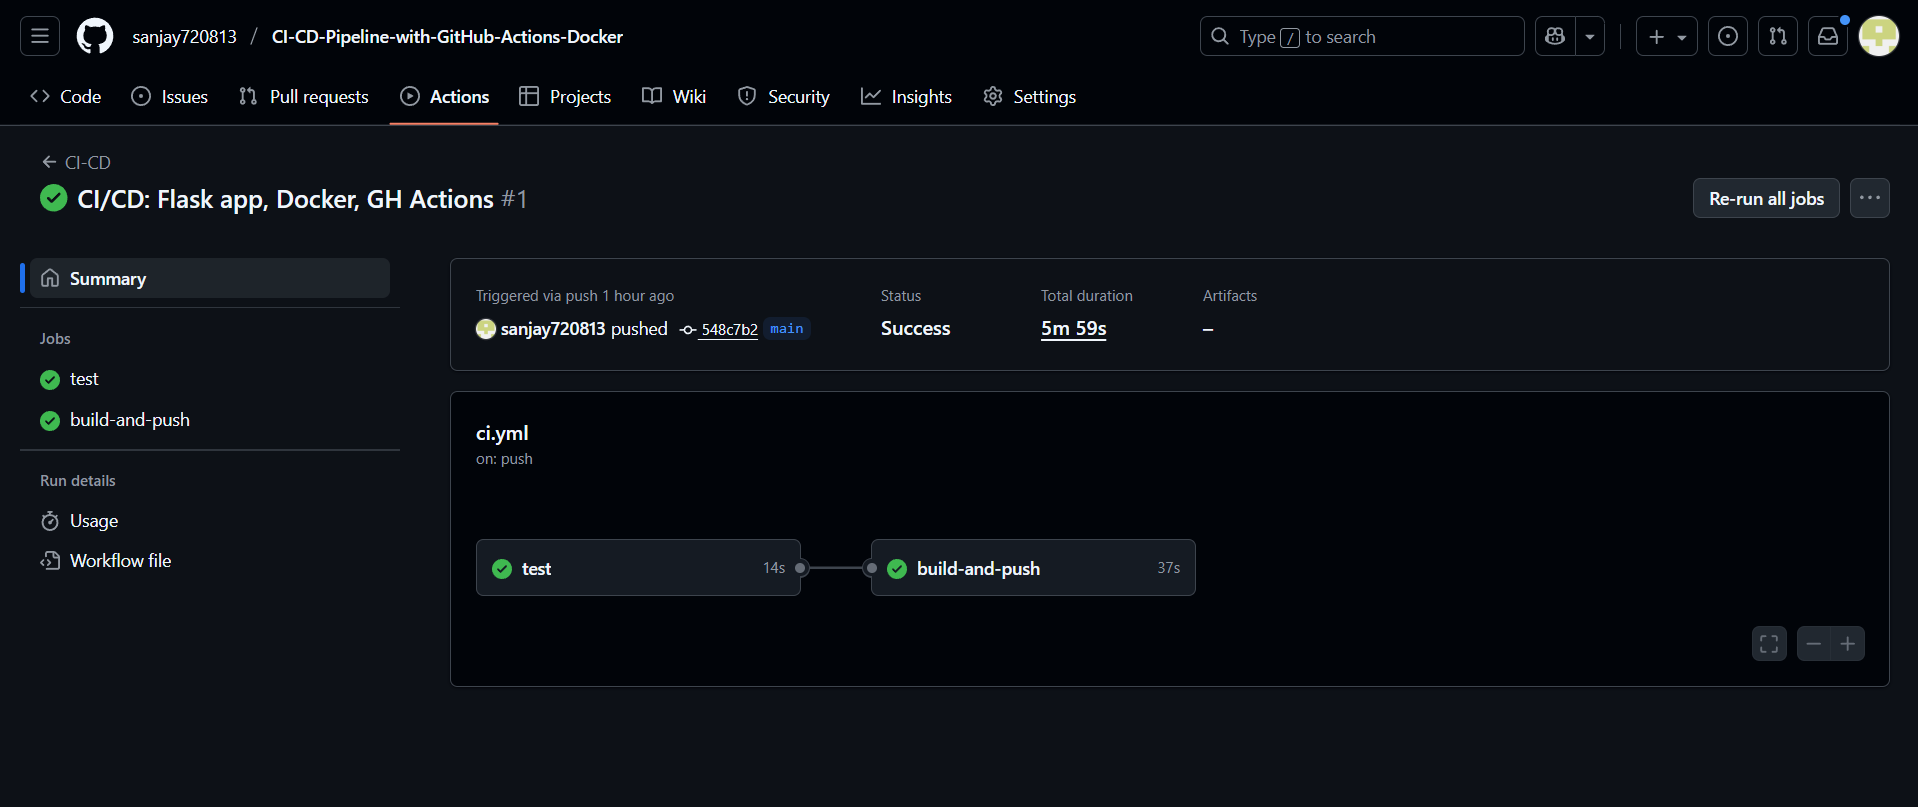 sanjay720813 / CI-CD-Pipeline-with-GitHub-Actions-Docker
Type / to search
Code Issues Pull requests Actions Projects Wiki Security Insights Settings
CI-CD
CI/CD: Flask app, Docker, GH Actions #1
Re-run all jobs
Summary
Jobs
test
build-and-push
Run details
Usage
Workflow file
Triggered via push 1 hour ago
sanjay720813 pushed 548c7b2 main
Status
Success
Total duration
5m 59s
Artifacts
–
ci.yml
on: push
test 14s
build-and-push 37s